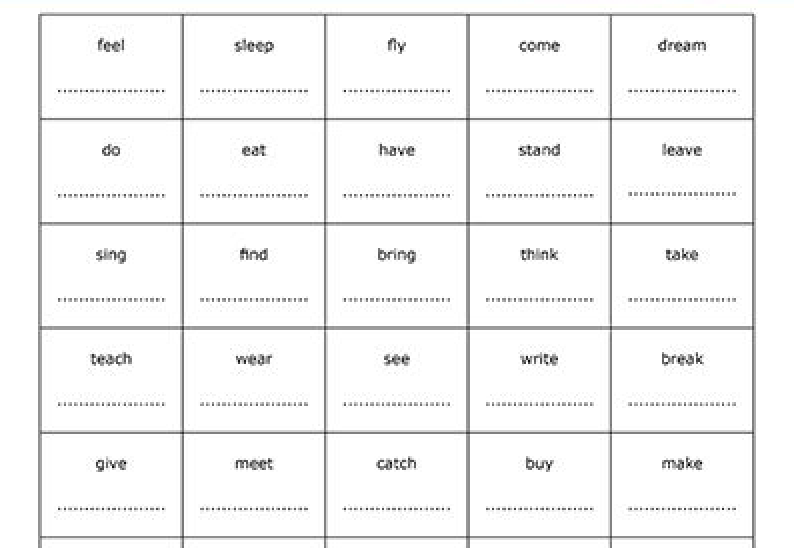 feel sleep fly come dream
do eat have stand leave
sing find bring think take
teach wear see write break
give meet catch buy make